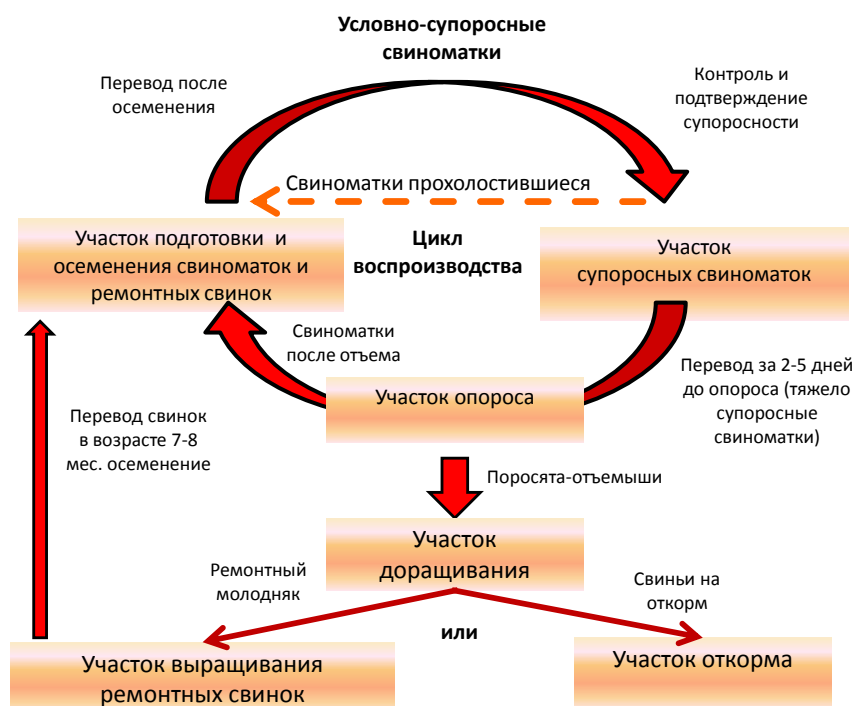 Условно-супоросные
свиноматки
Перевод после
осеменения
Контроль и
подтверждение
супоросности
Свиноматки прохолостившиеся
Участок подготовки и
осеменения свиноматок и
ремонтных свинок
Цикл
воспроизводства
Участок
супоросных свиноматок
Свиноматки
после отъема
Участок опороса
Перевод за 2-5 дней
до опороса (тяжело
супоросные
свиноматки)
Перевод свинок
в возрасте 7-8
мес. осеменение
Поросята-отъемыши
Участок
доращивания
Ремонтный
молодняк
Свиньи на
откорм
или
Участок выращивания
ремонтных свинок
Участок откорма